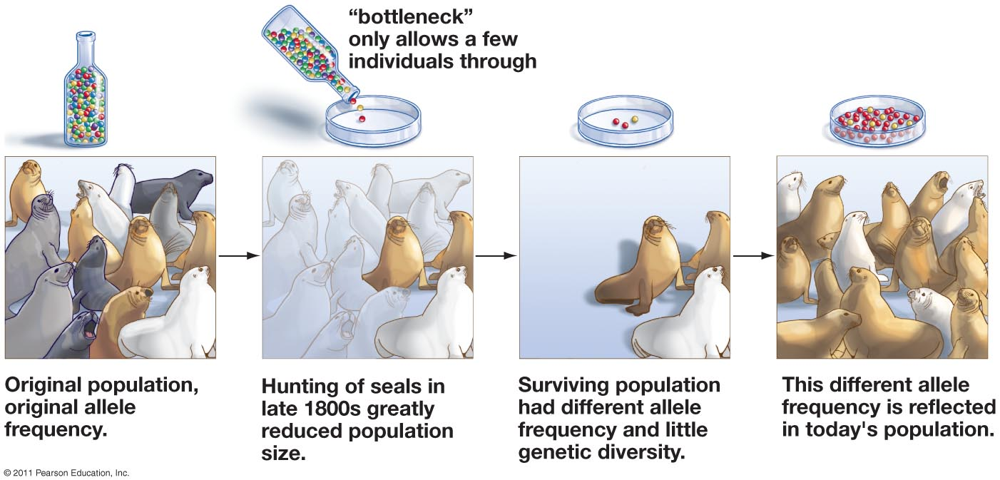 “bottleneck”
only allows a few
individuals through
Original population,
original allele
frequency.
Hunting of seals in
late 1800s greatly
reduced population
size.
Surviving population
had different allele
frequency and little
genetic diversity.
This different allele
frequency is reflected
in today's population.
© 2011 Pearson Education, Inc.